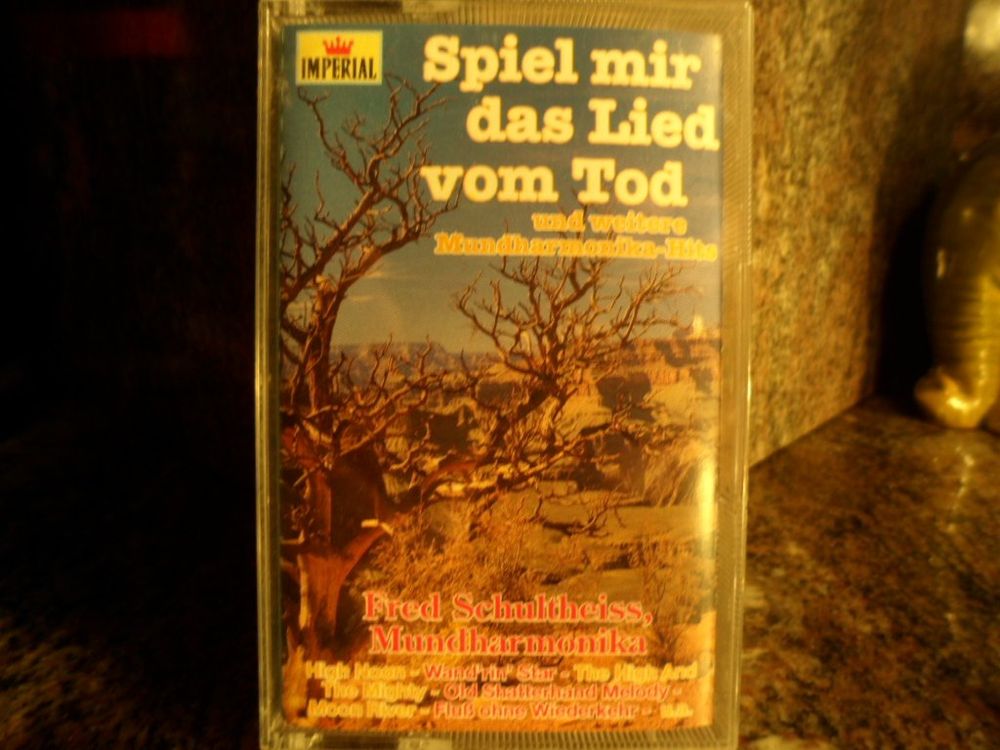 IMPERIAL
Spiel mir
das Lied
vom Tod
und weitere
Mundharmonika-Hits
Fred Schultheiss,
Mundharmonika
High Noon - Wand'rin' Star - The High And
The Mighty - Old Shatterhand Melody -
Moon River - Fluß ohne Wiederkehr - u.a.